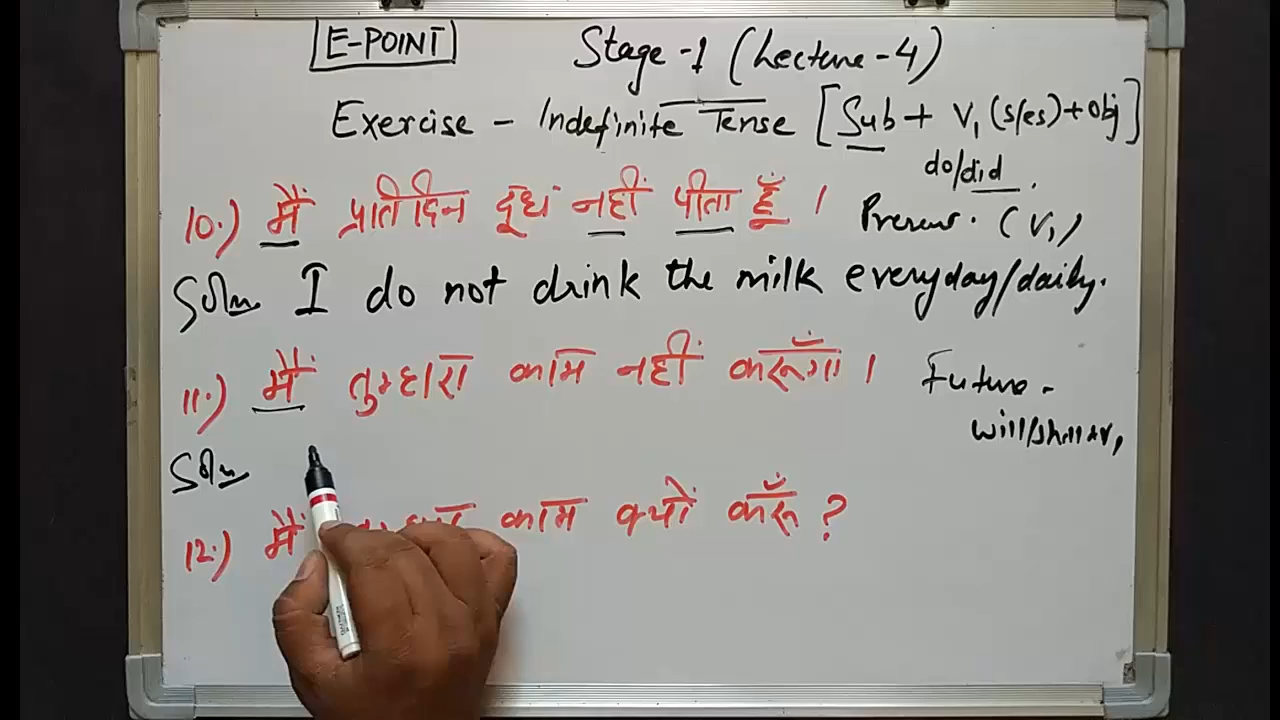 E-POINT Stage-1 (Lecture-4)
Exercise - Indefinite Tense [Sub + V1 (s/es) + Obj]
do/did.
10.) मैं प्रतिदिन दूध नहीं पीता हूँ । Present. (V1)
Soln I do not drink the milk everyday/daily.
11.) मैं तुम्हारा काम नहीं करूँगा । Future -
will/shall+V1
Soln
12.) मैं काम क्यों करूँ ?